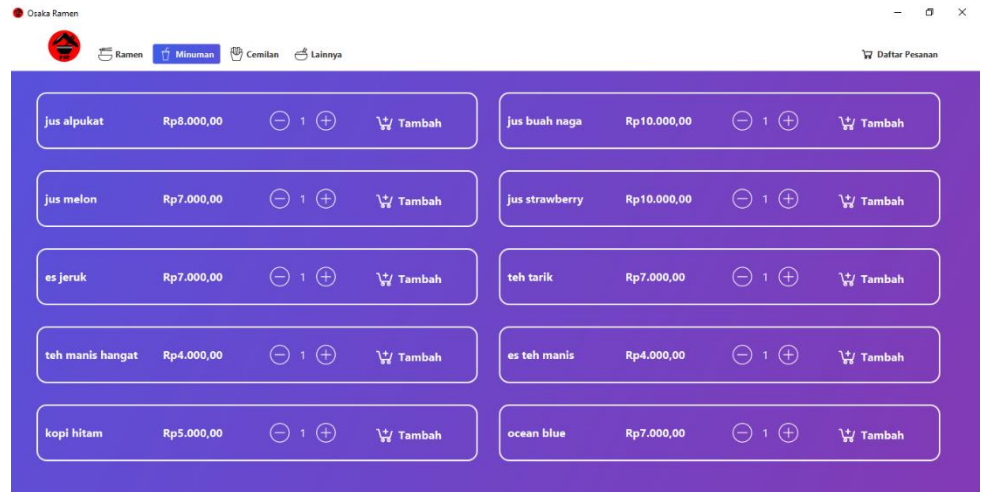 Osaka Ramen
Ramen Minuman Cemilan Lainnya Daftar Pesanan
jus alpukat Rp8.000,00 1 Tambah jus buah naga Rp10.000,00 1 Tambah
jus melon Rp7.000,00 1 Tambah jus strawberry Rp10.000,00 1 Tambah
es jeruk Rp7.000,00 1 Tambah teh tarik Rp7.000,00 1 Tambah
teh manis hangat Rp4.000,00 1 Tambah es teh manis Rp4.000,00 1 Tambah
kopi hitam Rp5.000,00 1 Tambah ocean blue Rp7.000,00 1 Tambah